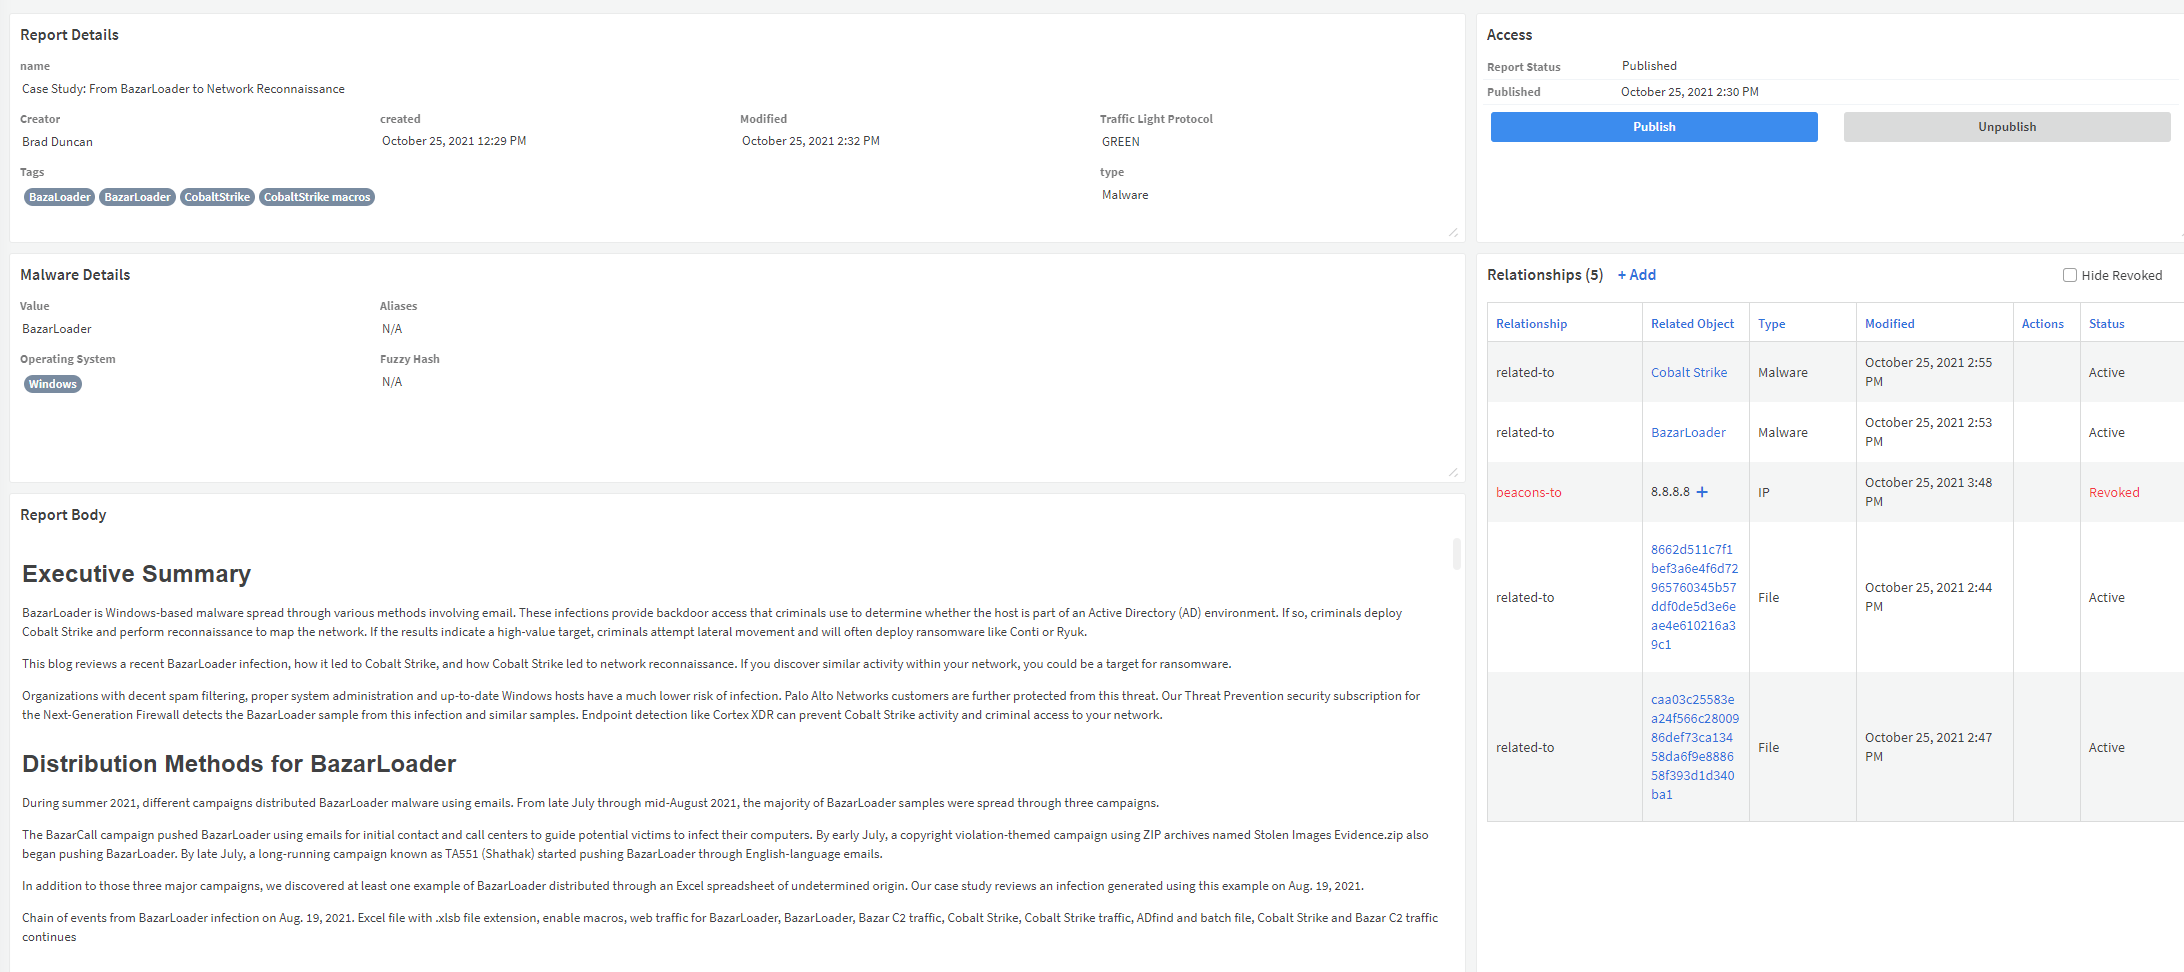 Report Details
name
Case Study: From BazarLoader to Network Reconnaissance
Creator
created
Modified
Traffic Light Protocol
Brad Duncan
October 25, 2021 12:29 PM
October 25, 2021 2:32 PM
GREEN
Tags
type
BazaLoader BazarLoader CobaltStrike CobaltStrike macros
Malware
Access
Report Status Published
Published October 25, 2021 2:30 PM
Publish
Unpublish
Malware Details
Value
Aliases
BazarLoader
N/A
Operating System
Fuzzy Hash
Windows
N/A
Report Body
Executive Summary
BazarLoader is Windows-based malware spread through various methods involving email. These infections provide backdoor access that criminals use to determine whether the host is part of an Active Directory (AD) environment. If so, criminals deploy
Cobalt Strike and perform reconnaissance to map the network. If the results indicate a high-value target, criminals attempt lateral movement and will often deploy ransomware like Conti or Ryuk.
This blog reviews a recent BazarLoader infection, how it led to Cobalt Strike, and how Cobalt Strike led to network reconnaissance. If you discover similar activity within your network, you could be a target for ransomware.
Organizations with decent spam filtering, proper system administration and up-to-date Windows hosts have a much lower risk of infection. Palo Alto Networks customers are further protected from this threat. Our Threat Prevention security subscription for
the Next-Generation Firewall detects the BazarLoader sample from this infection and similar samples. Endpoint detection like Cortex XDR can prevent Cobalt Strike activity and criminal access to your network.
Distribution Methods for BazarLoader
During summer 2021, different campaigns distributed BazarLoader malware using emails. From late July through mid-August 2021, the majority of BazarLoader samples were spread through three campaigns.
The BazarCall campaign pushed BazarLoader using emails for initial contact and call centers to guide potential victims to infect their computers. By early July, a copyright violation-themed campaign using ZIP archives named Stolen Images Evidence.zip also
began pushing BazarLoader. By late July, a long-running campaign known as TA551 (Shathak) started pushing BazarLoader through English-language emails.
In addition to those three major campaigns, we discovered at least one example of BazarLoader distributed through an Excel spreadsheet of undetermined origin. Our case study reviews an infection generated using this example on Aug. 19, 2021.
Chain of events from BazarLoader infection on Aug. 19, 2021. Excel file with .xlsb file extension, enable macros, web traffic for BazarLoader, BazarLoader, Bazar C2 traffic, Cobalt Strike, Cobalt Strike traffic, ADfind and batch file, Cobalt Strike and Bazar C2 traffic
continues
Relationships (5) + Add
Hide Revoked
Relationship Related Object Type Modified Actions Status
related-to Cobalt Strike Malware October 25, 2021 2:55 Active
PM
related-to BazarLoader Malware October 25, 2021 2:53 Active
PM
beacons-to 8.8.8.8 + IP October 25, 2021 3:48 Revoked
PM
8662d511c7f1
bef3a6e4f6d72
965760345b57
related-to ddf0de5d3e6e File October 25, 2021 2:44 Active
PM
ae4e610216a3
9c1
caa03c25583e
a24f566c28009
86def73ca134
related-to 58da6f9e8886 File October 25, 2021 2:47 Active
PM
58f393d1d340
ba1